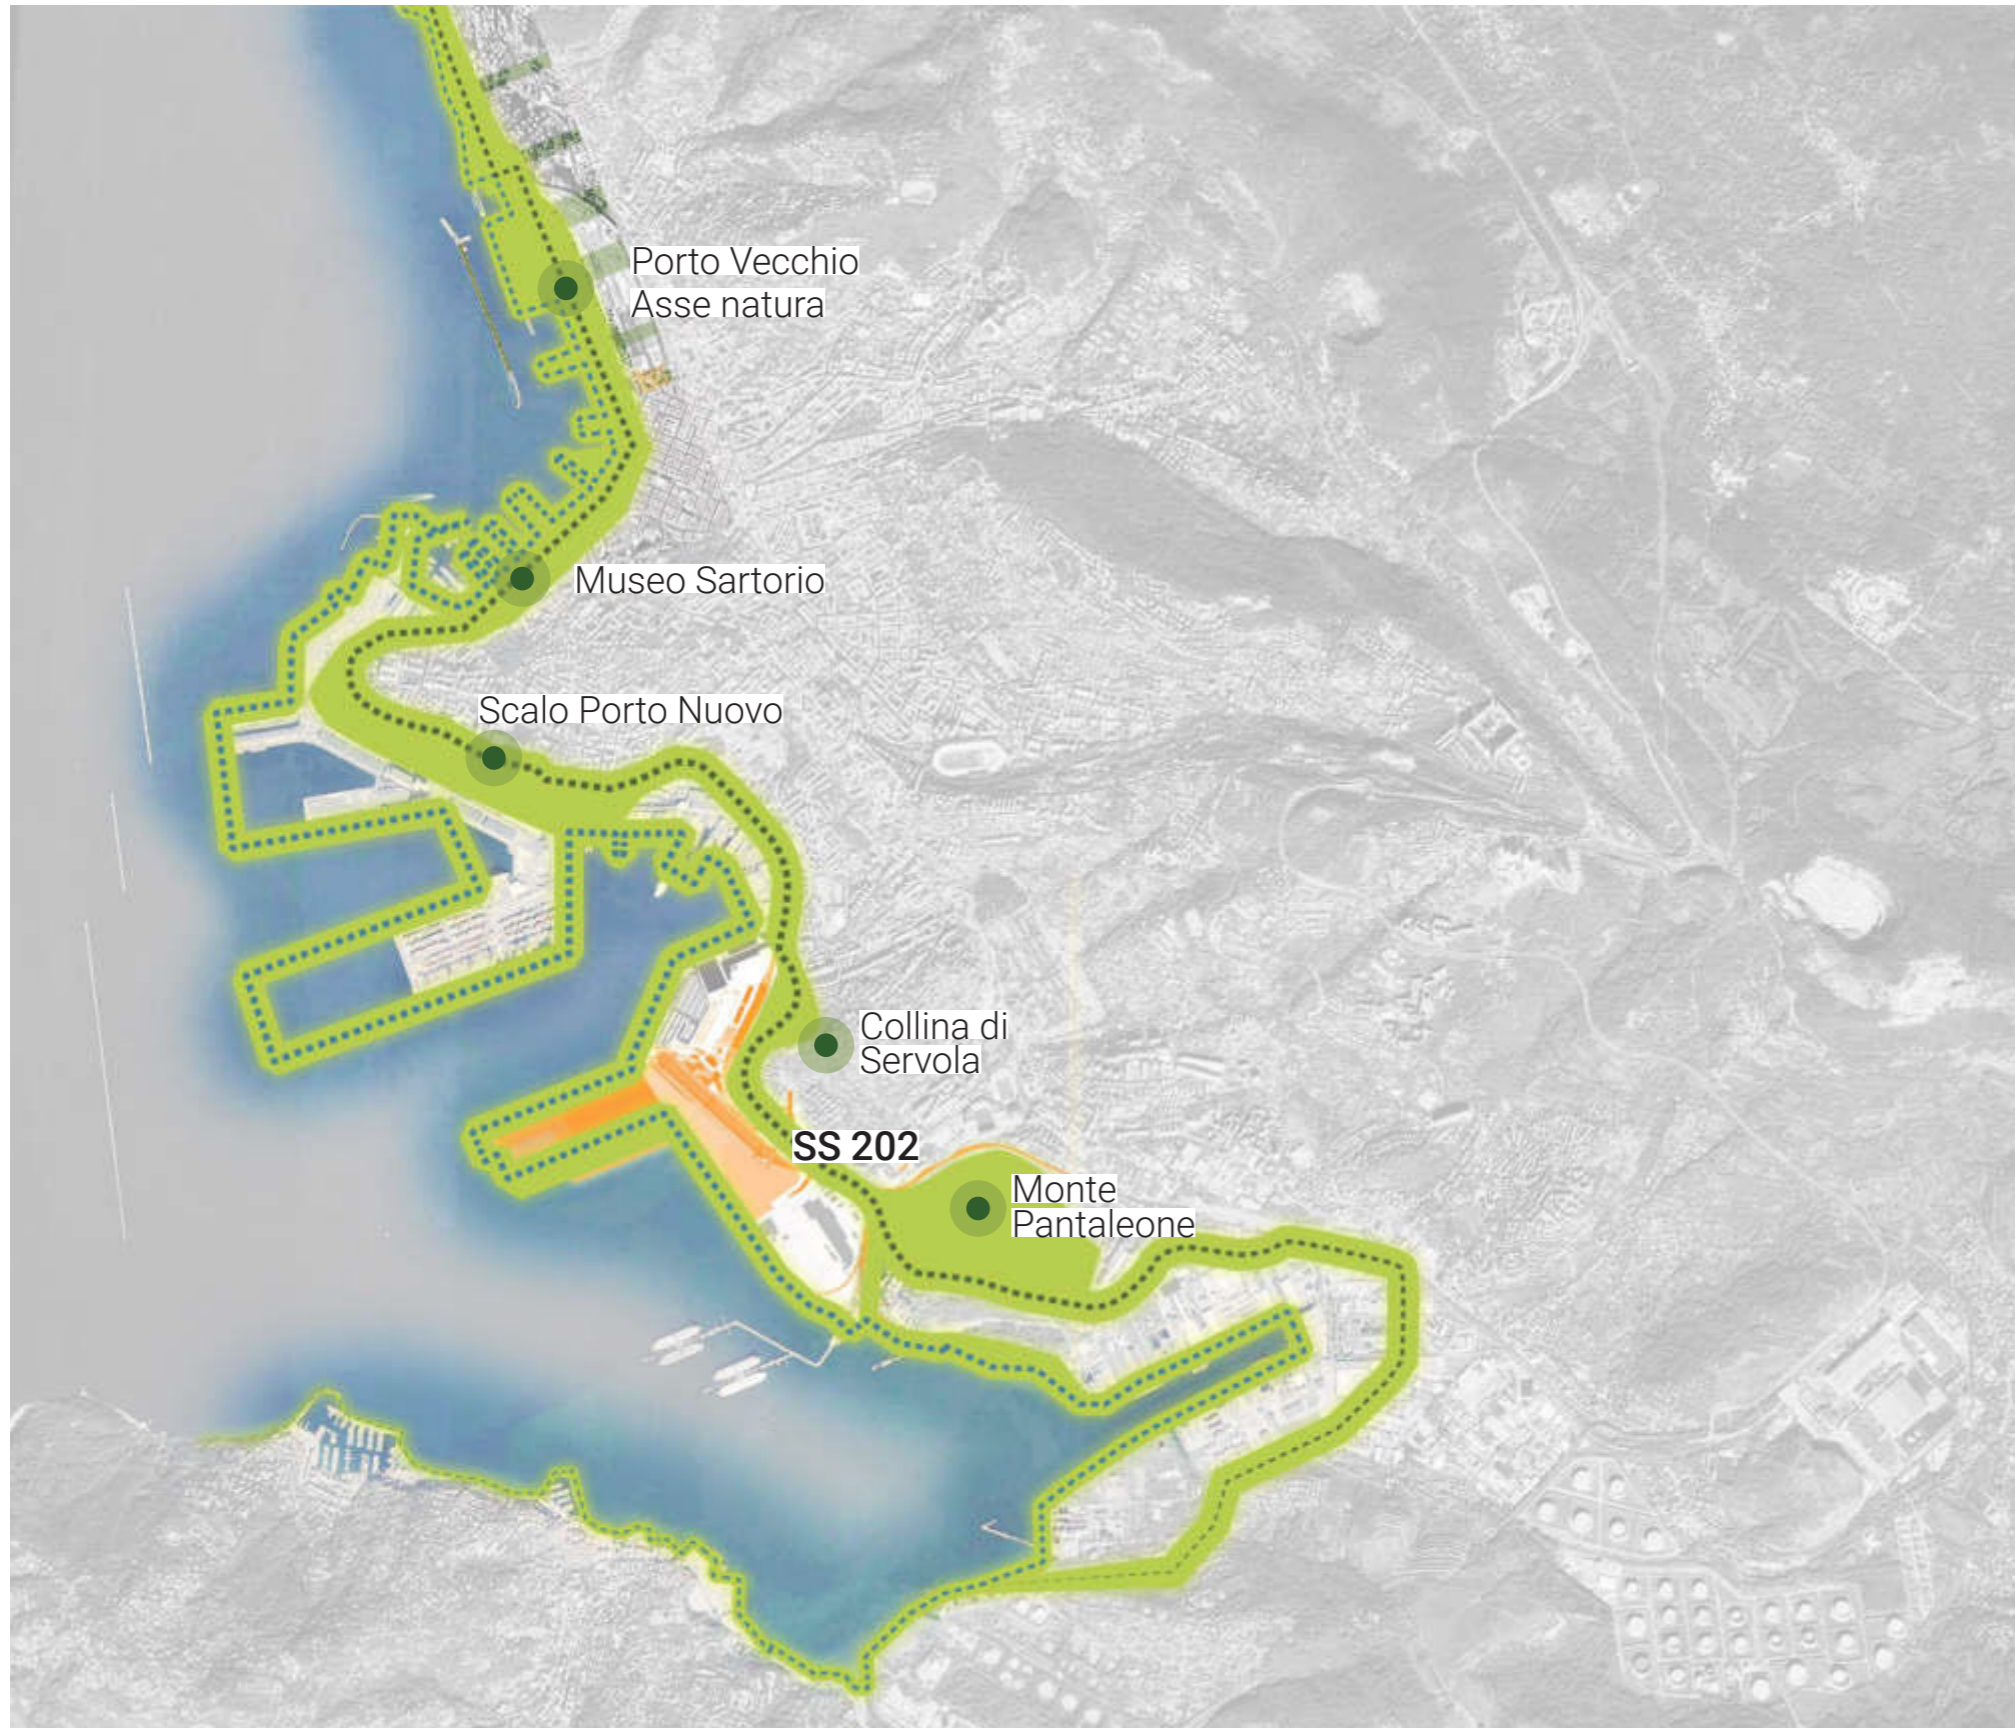 Porto Vecchio
Asse natura
Museo Sartorio
Scalo Porto Nuovo
Collina di
Servola
SS 202
Monte
Pantaleone